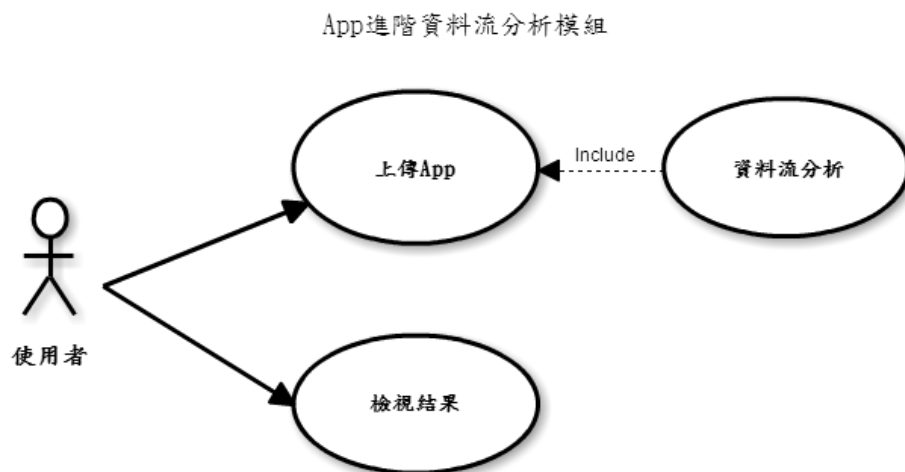 App進階資料流分析模組
上傳App
Include
資料流分析
使用者
檢視結果